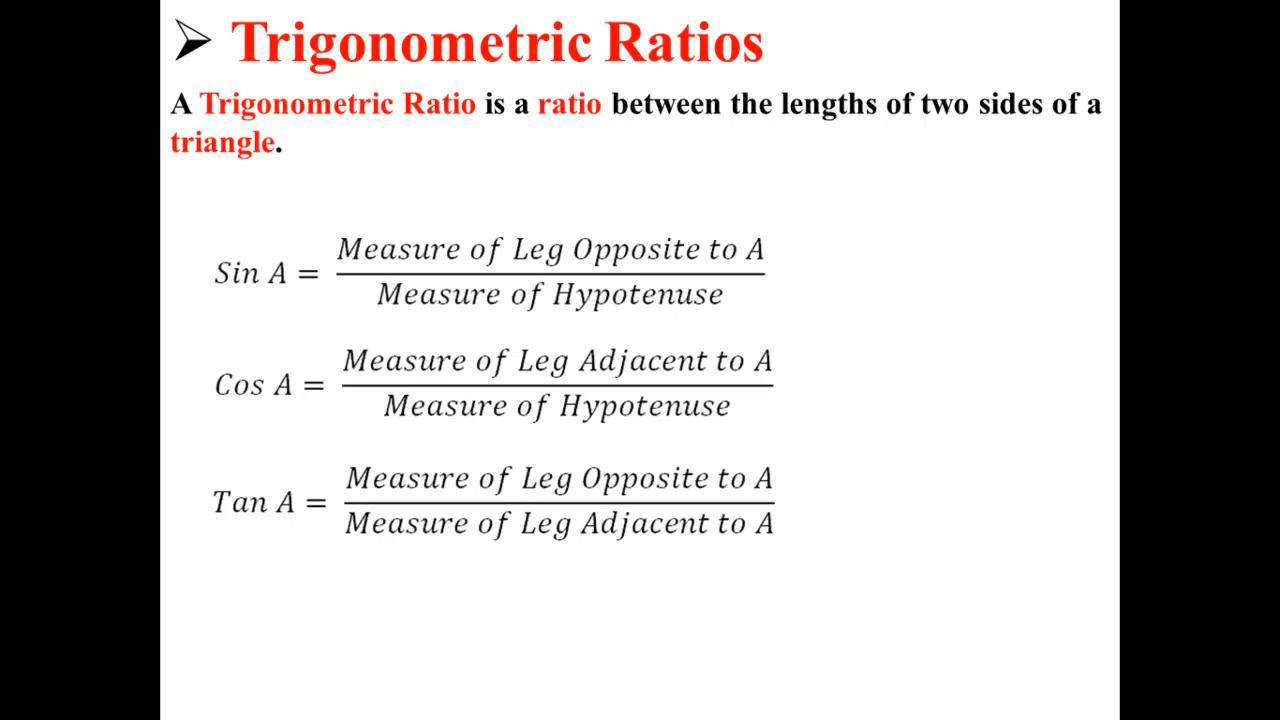 Trigonometric Ratios
A Trigonometric Ratio is a ratio between the lengths of two sides of a
triangle.
Sin A = Measure of Leg Opposite to A
Measure of Hypotenuse
Cos A = Measure of Leg Adjacent to A
Measure of Hypotenuse
Tan A = Measure of Leg Opposite to A
Measure of Leg Adjacent to A